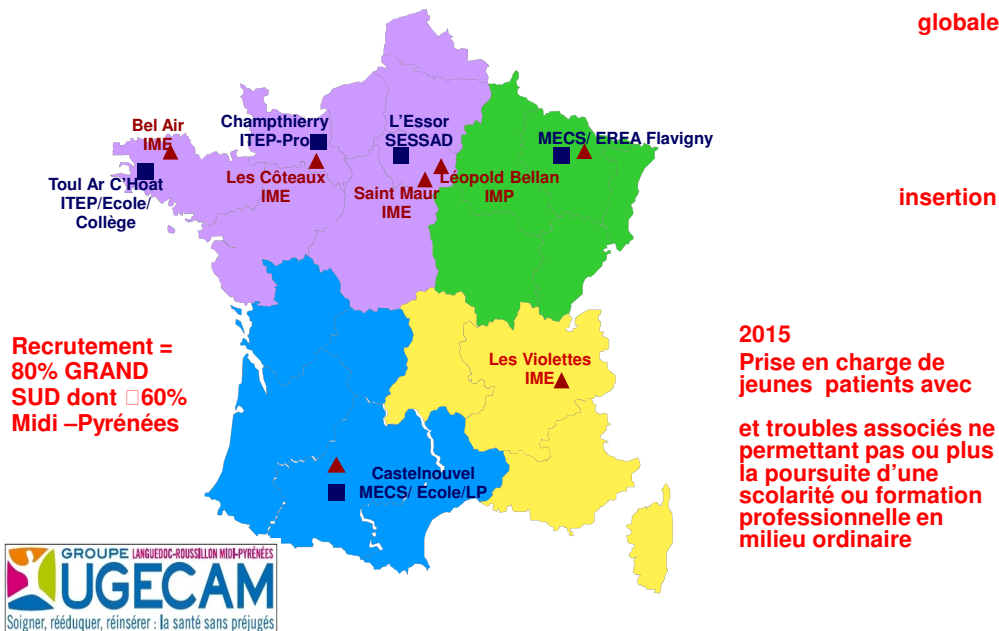 globale
Bel Air
IME
Champthierry
ITEP-Pro
L'Essor
SESSAD
MECS/ EREA Flavigny
Toul Ar C'Hoat
ITEP/Ecole/
Collège
Les Côteaux
IME
Saint Maur
IME
Léopold Bellan
IMP
insertion
Recrutement =
80% GRAND
SUD dont □60%
Midi –Pyrénées
Les Violettes
IME
2015
Prise en charge de
jeunes patients avec
et troubles associés ne
permettant pas ou plus
la poursuite d'une
scolarité ou formation
professionnelle en
milieu ordinaire
Castelnouvel
MECS/ Ecole/LP
GROUPE LANGUEDOC-ROUSSILLON MIDI-PYRÉNÉES
UGECAM
Soigner, rééduquer, réinsérer : la santé sans préjugés